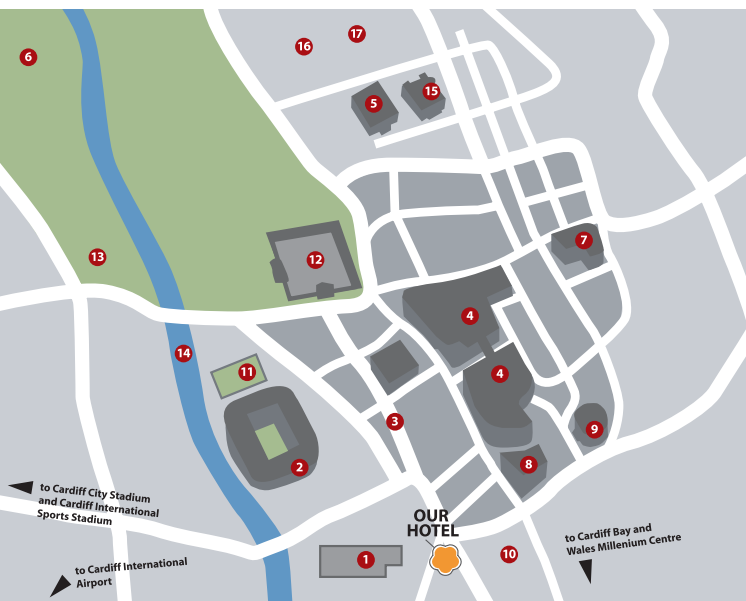 17
16
6
15
5
7
13
12
4
14
11
4
3
9
8
2
to Cardiff City Stadium
and Cardiff International
Sports Stadium
OUR
HOTEL
to Cardiff Bay and
Wales Millenium Centre
10
1
to Cardiff International
Airport